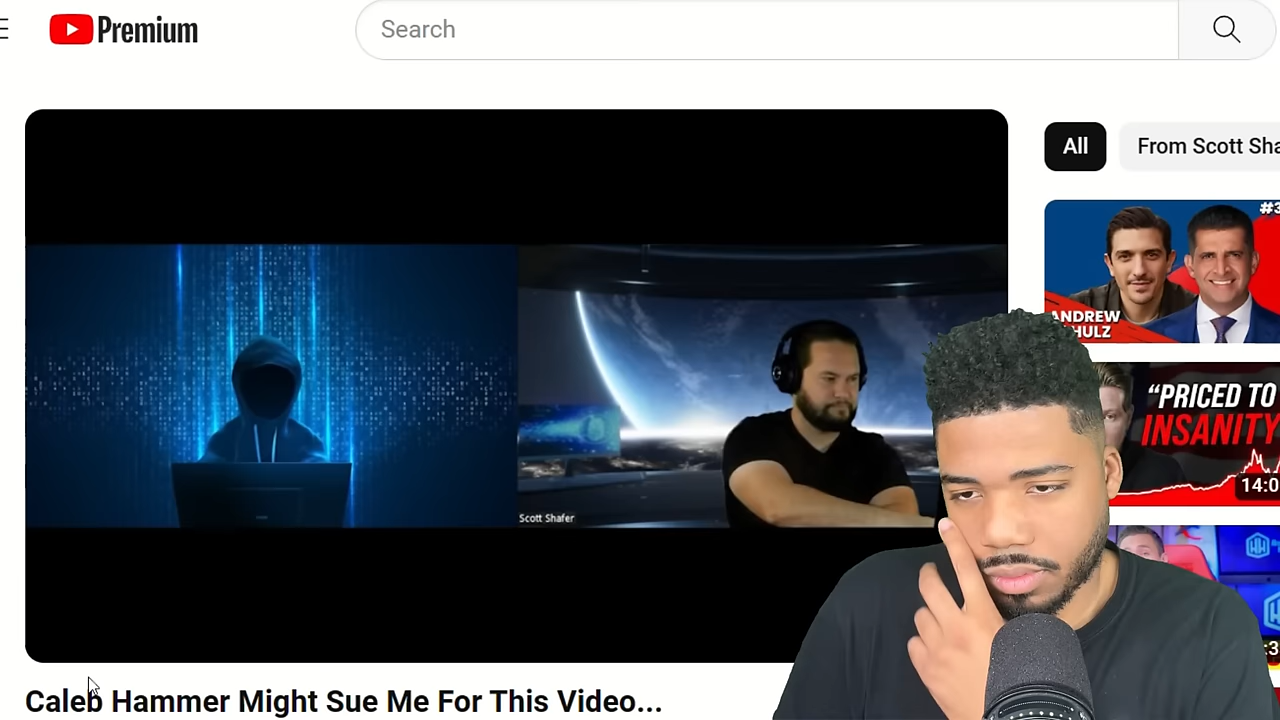 Premium
Search
All
From Scott Sha
#3
ANDREW
HULZ
"PRICED TO
INSANITY
14:0
Scott Shafer
Caleb Hammer Might Sue Me For This Video...